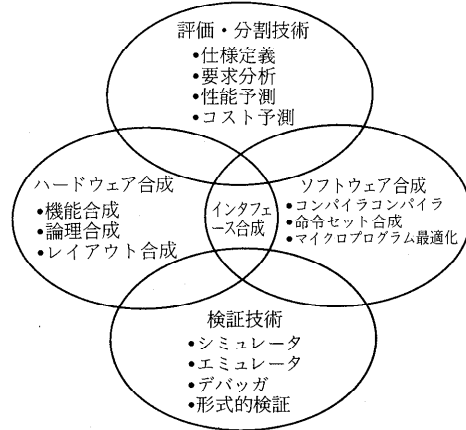 評価・分割技術
•仕様定義
•要求分析
•性能予測
•コスト予測
ハードウェア合成
•機能合成
•論理合成
•レイアウト合成
インタフェ
ース合成
ソフトウェア合成
•コンパイラコンパイラ
•命令セット合成
•マイクロプログラム最適化
検証技術
•シミュレータ
•エミュレータ
•デバッガ
•形式的検証